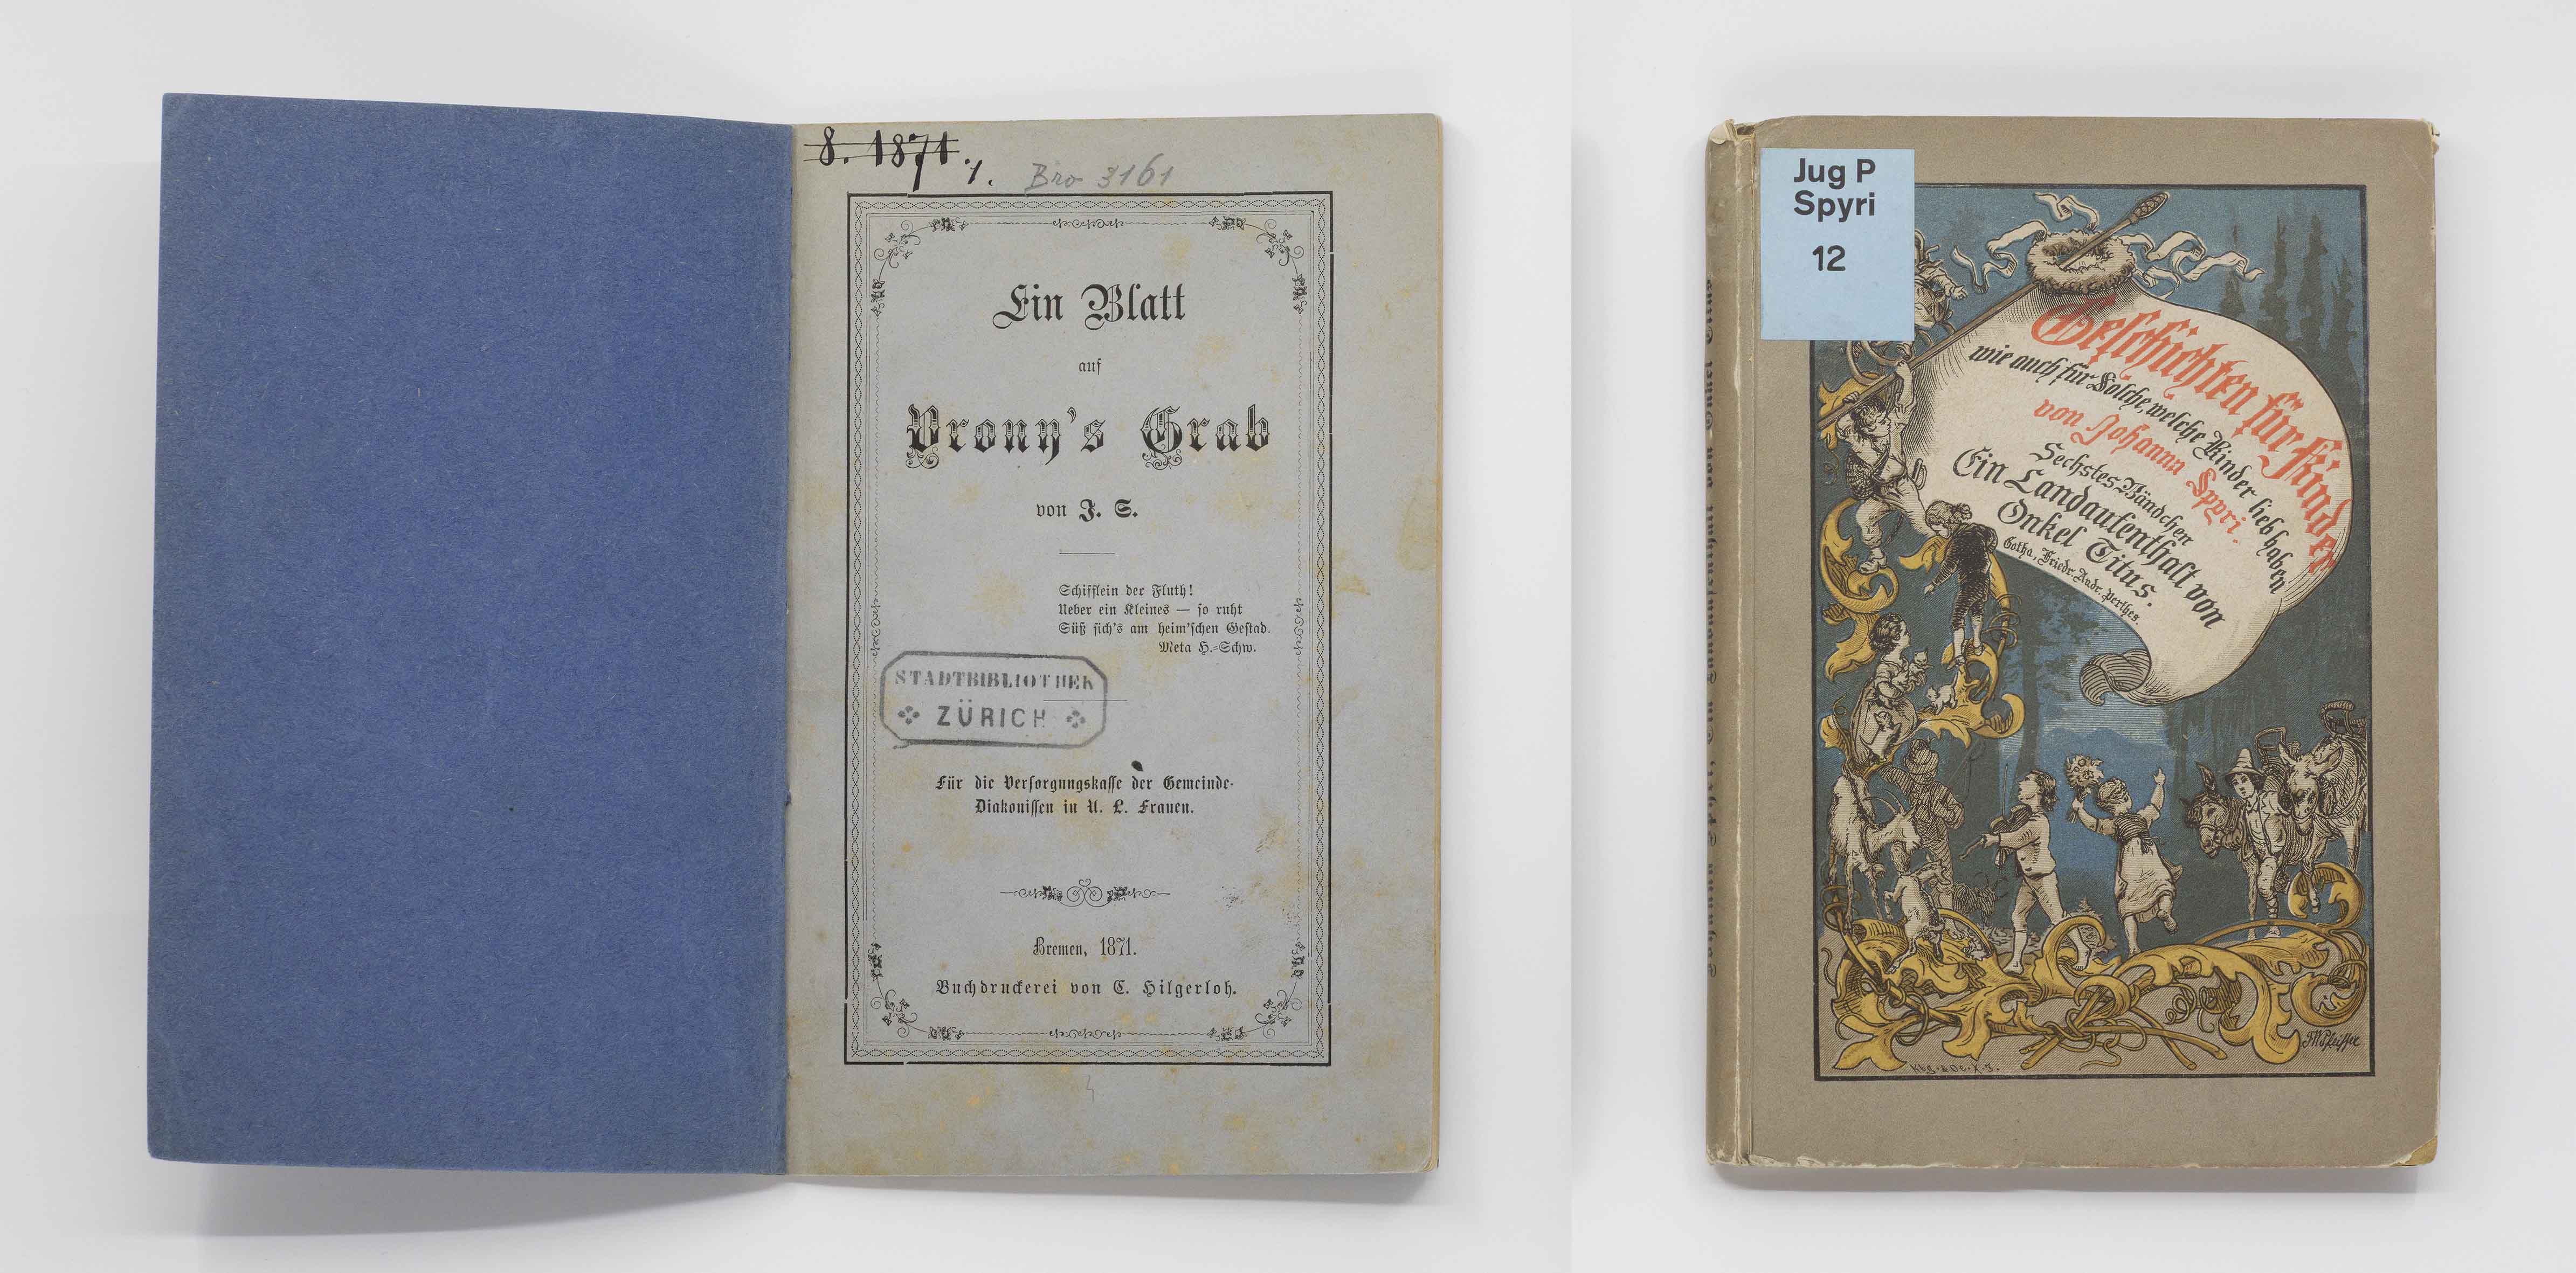 8. 1871.
1.
Bro 3161
Ein Blatt
auf
Vrony's Grab
von J. S.
Schifflein der Fluth!
Ueber ein Kleines — so ruht
Süß sich's am heim'schen Gestad.
Meta H.-Schw.
STADTBIBLIOTHEK
ZÜRICH
Für die Versorgungskasse der Gemeinde-
Diakonissen in U. L. Frauen.
Bremen, 1871.
Buchdruckerei von C. Hilgerloh.
Jug P
Spyri
12
Geschichten für Kinder
wie auch für Solche, welche Kinder lieb haben
von Johanna Spyri.
Sechstes Bändchen
Ein Landaufenthalt von
Onkel Titus.
Gotha, Friedr. Andr. Perthes.